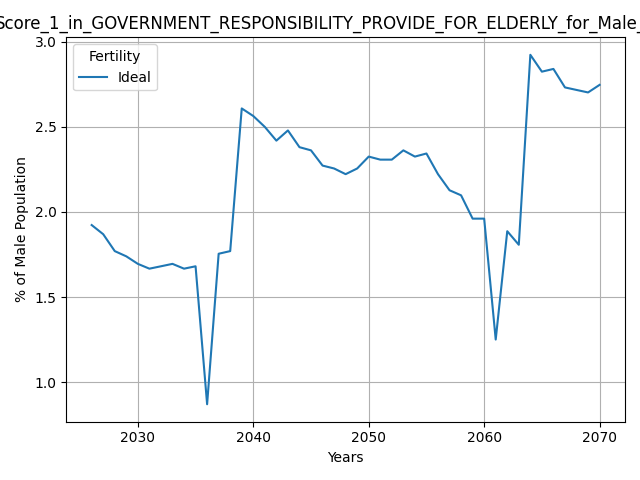 Score_1_in_GOVERNMENT_RESPONSIBILITY_PROVIDE_FOR_ELDERLY_for_Male_
Fertility
Ideal
3.0
2.5
2.0
1.5
1.0
% of Male Population
2030
2040
2050
2060
2070
Years